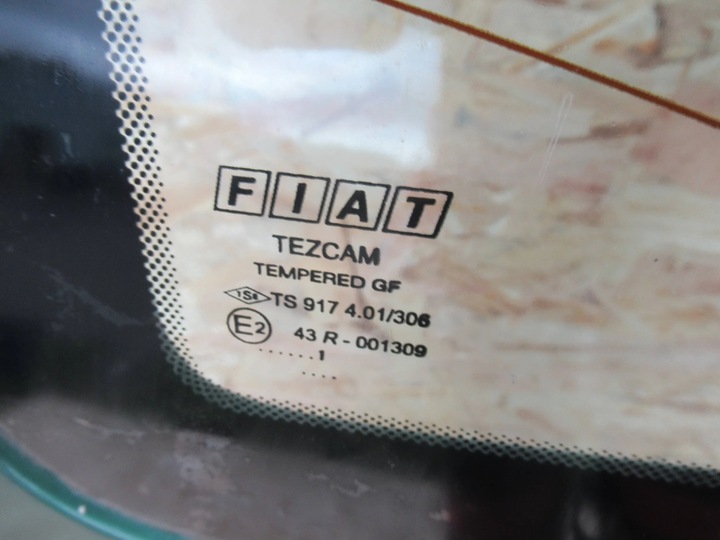 FIAT
TEZCAM
TEMPERED GF
TSE TS 917 4.01/306
E2 43 R - 001309
......1
....